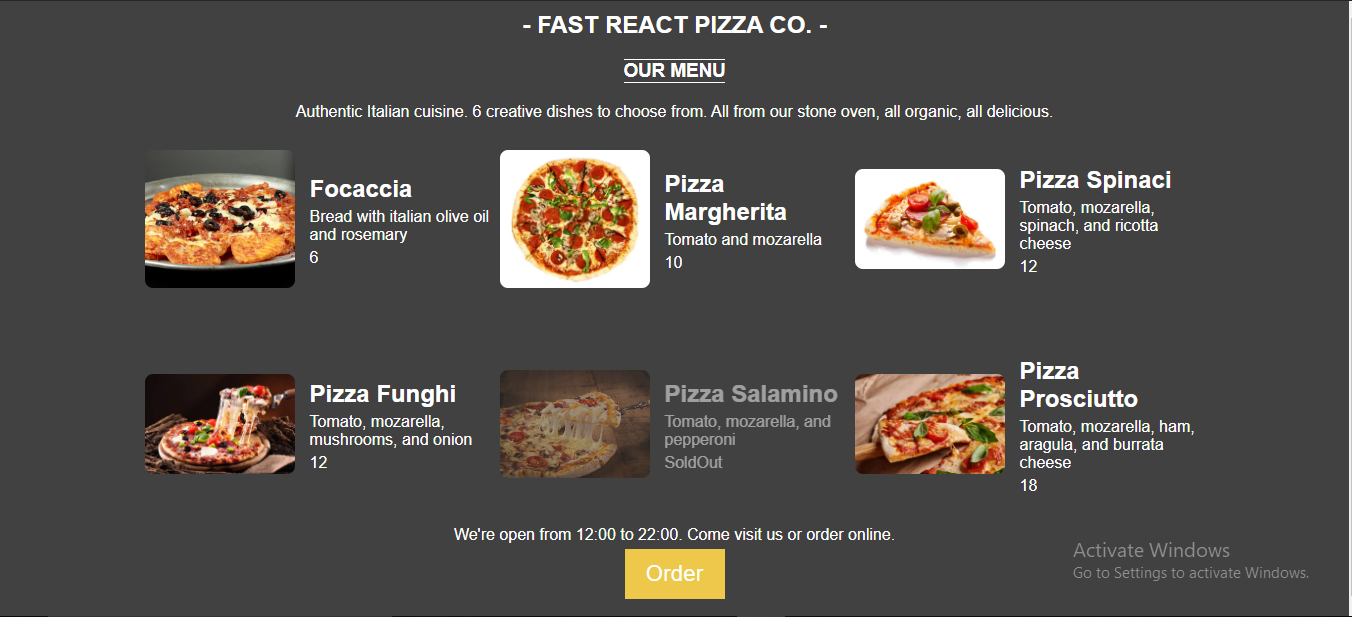 - FAST REACT PIZZA CO. -
OUR MENU
Authentic Italian cuisine. 6 creative dishes to choose from. All from our stone oven, all organic, all delicious.
Focaccia
Bread with italian olive oil
and rosemary
6
Pizza
Margherita
Tomato and mozarella
10
Pizza Spinaci
Tomato, mozarella,
spinach, and ricotta
cheese
12
Pizza Funghi
Tomato, mozarella,
mushrooms, and onion
12
Pizza Salamino
Tomato, mozarella, and
pepperoni
SoldOut
Pizza
Prosciutto
Tomato, mozarella, ham,
aragula, and burrata
cheese
18
We're open from 12:00 to 22:00. Come visit us or order online.
Order
Activate Windows
Go to Settings to activate Windows.